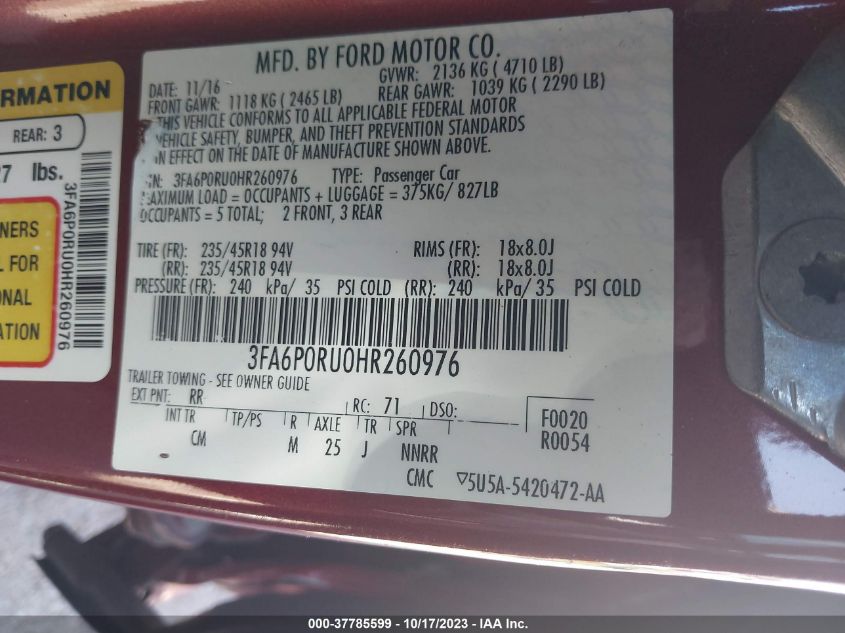 RMATION
REAR: 3
27 lbs.
3FA6P0RU0HR260976
NERS
L FOR
ONAL
ATION
MFD. BY FORD MOTOR CO.
DATE: 11/16 GVWR: 2136 KG ( 4710 LB)
FRONT GAWR: 1118 KG ( 2465 LB) REAR GAWR: 1039 KG ( 2290 LB)
THIS VEHICLE CONFORMS TO ALL APPLICABLE FEDERAL MOTOR
VEHICLE SAFETY, BUMPER, AND THEFT PREVENTION STANDARDS
IN EFFECT ON THE DATE OF MANUFACTURE SHOWN ABOVE.
IN: 3FA6P0RU0HR260976 TYPE: Passenger Car
MAXIMUM LOAD = OCCUPANTS + LUGGAGE = 375KG/ 827LB
OCCUPANTS = 5 TOTAL; 2 FRONT, 3 REAR
TIRE (FR): 235/45R18 94V RIMS (FR): 18x8.0J
(RR): 235/45R18 94V (RR): 18x8.0J
PRESSURE (FR): 240 kPa/ 35 PSI COLD (RR): 240 kPa/ 35 PSI COLD
3FA6P0RU0HR260976
TRAILER TOWING - SEE OWNER GUIDE
EXT PNT: RR RC: 71 DSO: F0020
INT TR TP/PS R AXLE TR SPR R0054
CM M 25 J NNRR
CMC ▽5U5A-5420472-AA
000-37785599 - 10/17/2023 - IAA Inc.